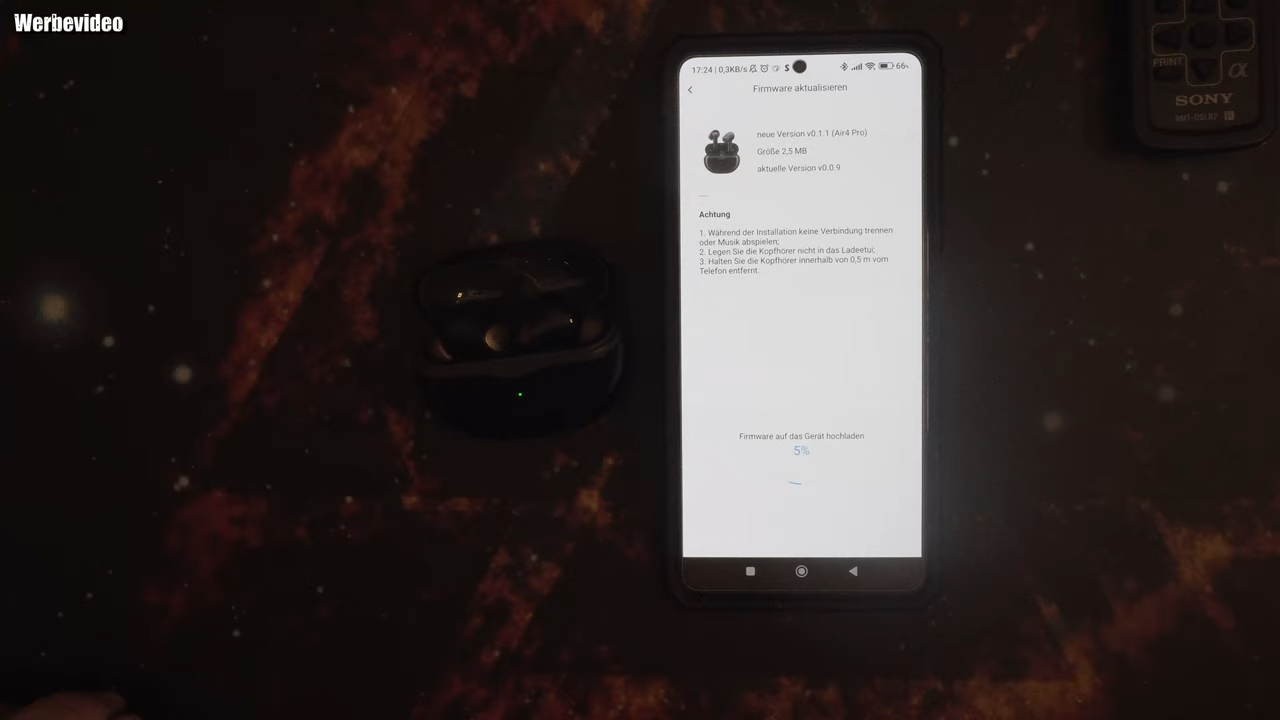 Werbevideo
17:24 | 0,3KB/s
66
Firmware aktualisieren
neue Version v0.1.1 (Air4 Pro)
Größe 2,5 MB
aktuelle Version v0.0.9
Achtung
1. Während der Installation keine Verbindung trennen
oder Musik abspielen;
2. Legen Sie die Kopfhörer nicht in das Ladeetui;
3. Halten Sie die Kopfhörer innerhalb von 0,5 m vom
Telefon entfernt.
Firmware auf das Gerät hochladen
5%
PRINT
α
SONY